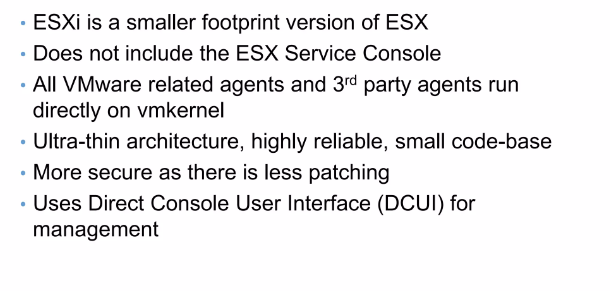 • ESXi is a smaller footprint version of ESX
• Does not include the ESX Service Console
• All VMware related agents and 3rd party agents run
directly on vmkernel
• Ultra-thin architecture, highly reliable, small code-base
• More secure as there is less patching
• Uses Direct Console User Interface (DCUI) for
management